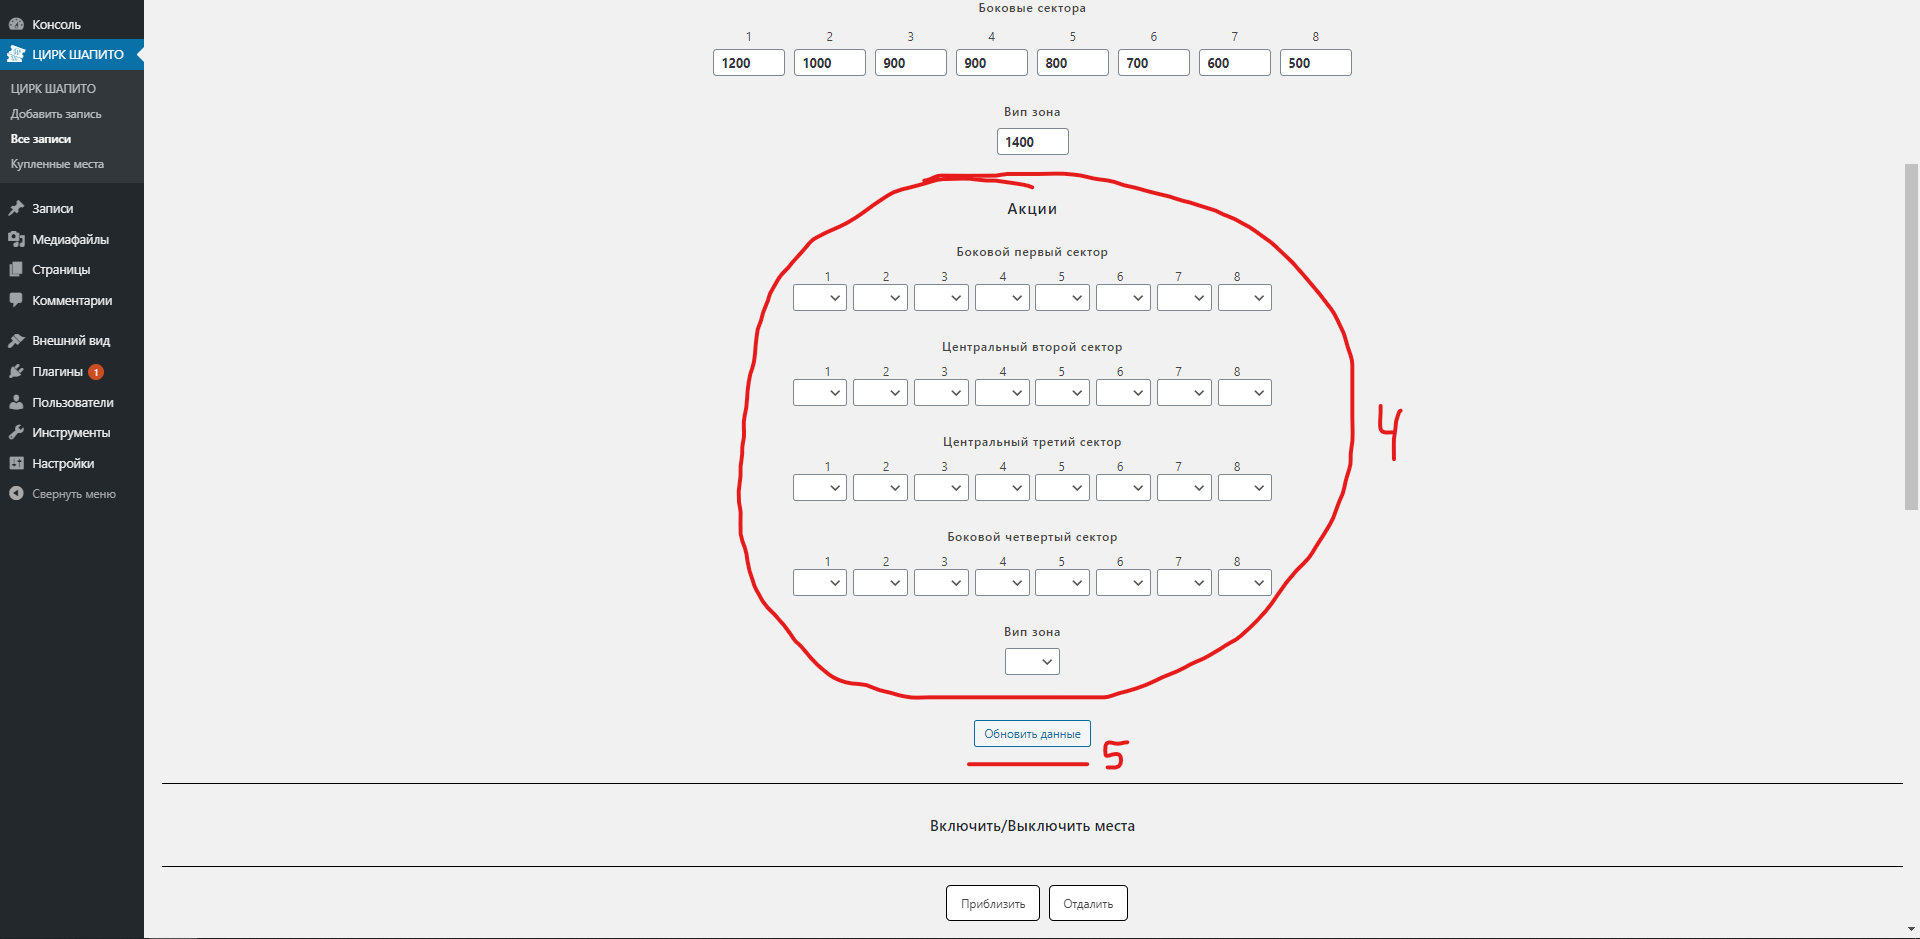 Консоль
ЦИРК ШАПИТО
ЦИРК ШАПИТО
Добавить запись
Все записи
Купленные места
Записи
Медиафайлы
Страницы
Комментарии
Внешний вид
Плагины 1
Пользователи
Инструменты
Настройки
Свернуть меню
Боковые сектора
1 2 3 4 5 6 7 8
1200 1000 900 900 800 700 600 500
Вип зона
1400
Акции
Боковой первый сектор
1 2 3 4 5 6 7 8
Центральный второй сектор
1 2 3 4 5 6 7 8
4
Центральный третий сектор
1 2 3 4 5 6 7 8
Боковой четвертый сектор
1 2 3 4 5 6 7 8
Вип зона
Обновить данные
5
Включить/Выключить места
Приблизить Отдалить